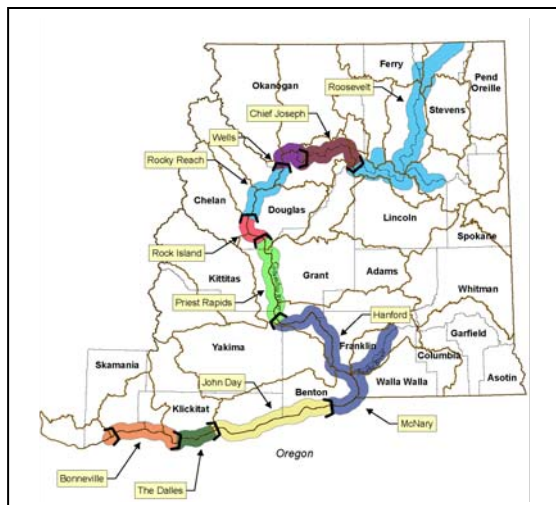 Ferry
Pend
Oreille
Okanogan
Roosevelt
Stevens
Chief Joseph
Wells
Rocky Reach
Chelan
Douglas
Lincoln
Spokane
Rock Island
Kittitas
Grant
Adams
Priest Rapids
Whitman
Hanford
Garfield
Yakima
Franklin
Columbia
Skamania
John Day
Walla Walla
Asotin
Klickitat
Benton
McNary
Oregon
Bonneville
The Dalles